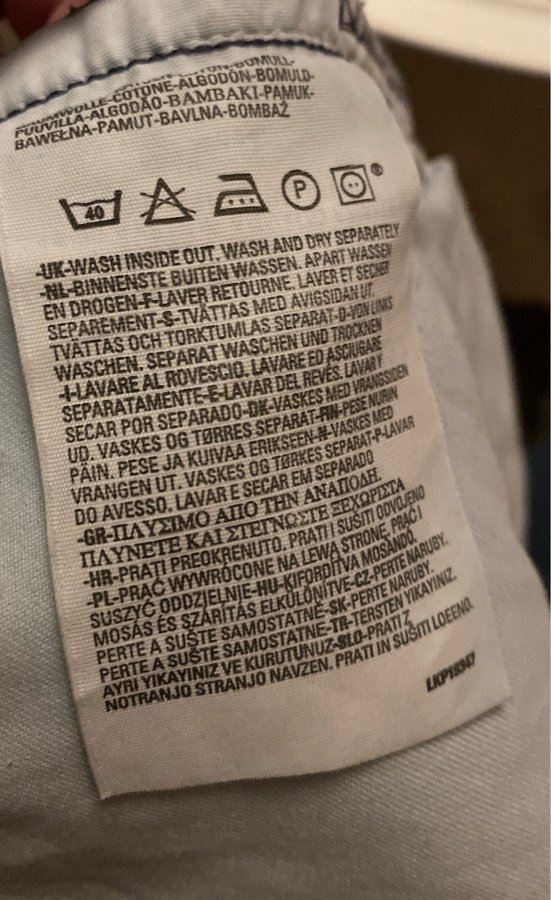 BAUMWOLLE-COTONE-ALGODÓN-BOMULD-
PUUVILLA-ALGODÃO-ΒΑΜΒΑΚΙ-PAMUK-
BAWEŁNA-PAMUT-BAVLNA-BOMBAŽ
40 P
-UK-WASH INSIDE OUT. WASH AND DRY SEPARATELY
-NL-BINNENSTE BUITEN WASSEN. APART WASSEN
EN DROGEN-F-LAVER RETOURNE. LAVER ET SECHER
SEPAREMENT-S-TVÄTTAS MED AVIGSIDAN UT.
TVÄTTAS OCH TORKTUMLAS SEPARAT-D-VON LINKS
WASCHEN. SEPARAT WASCHEN UND TROCKNEN
-I-LAVARE AL ROVESCIO. LAVARE ED ASCIUGARE
SEPARATAMENTE-E-LAVAR DEL REVÉS. LAVAR Y
SECAR POR SEPARADO-DK-VASKES MED VRANGSIDEN
UD. VASKES OG TØRRES SEPARAT-FIN-PESE NURIN
PÄIN. PESE JA KUIVAA ERIKSEEN-N-VASKES MED
VRANGEN UT. VASKES OG TØRKES SEPARAT-P-LAVAR
DO AVESSO. LAVAR E SECAR EM SEPARADO
-GR-ΠΛΥΣΙΜΟ ΑΠΟ ΤΗΝ ΑΝΑΠΟΔΗ.
ΠΛΥΝΕΤΕ ΚΑΙ ΣΤΕΓΝΩΣΤΕ ΞΕΧΩΡΙΣΤΑ
-HR-PRATI PREOKRENUTO. PRATI I SUŠITI ODVOJENO
-PL-PRAĆ WYWRÓCONE NA LEWĄ STRONĘ. PRAĆ I
SUSZYĆ ODDZIELNJE-HU-KIFORDÍTVA MOSANDÓ.
MOSÁS ÉS SZÁRÍTÁS ELKÜLÖNÍTVE-CZ-PERTE NARUBY.
PERTE A SUŠTE SAMOSTATNĚ-SK-PERTE NARUBY.
PERTE A SUŠTE SAMOSTATNE-TR-TERSTEN YIKAYINIZ.
AYRI YIKAYINIZ VE KURUTUNUZ-SLO-PRATI Z
NOTRANJO STRANJO NAVZEN. PRATI IN SUŠITI LOEENO.